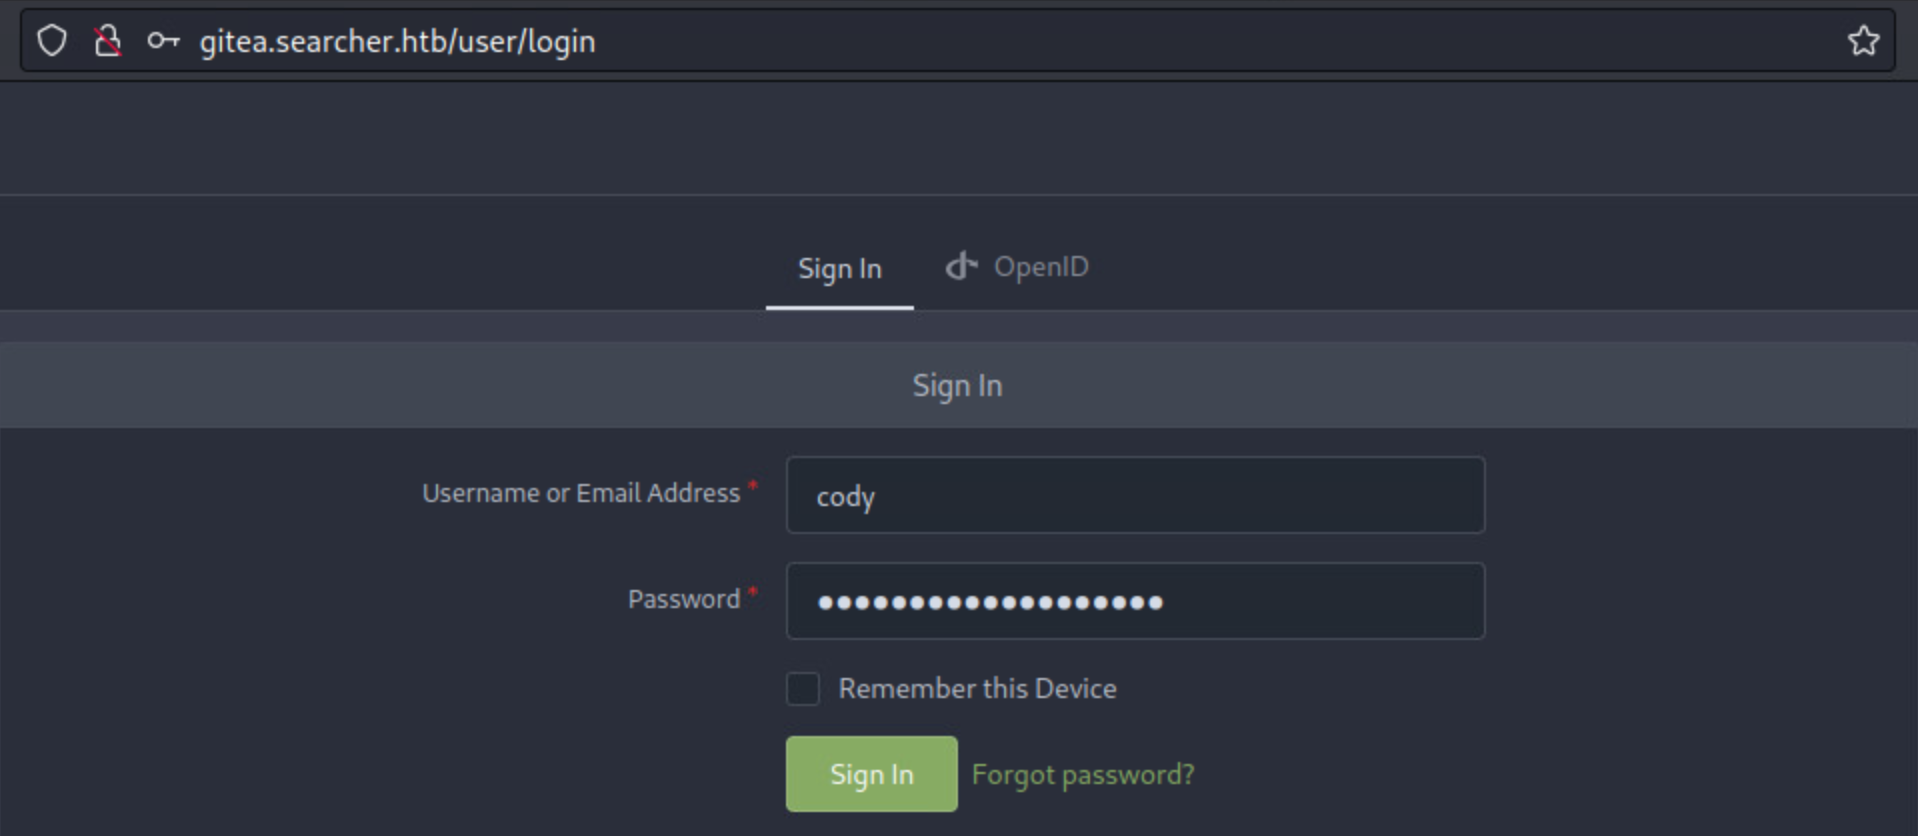 gitea.searcher.htb/user/login
Sign In OpenID
Sign In
Username or Email Address * cody
Password * ●●●●●●●●●●●●●●●●●●●
Remember this Device
Sign In Forgot password?